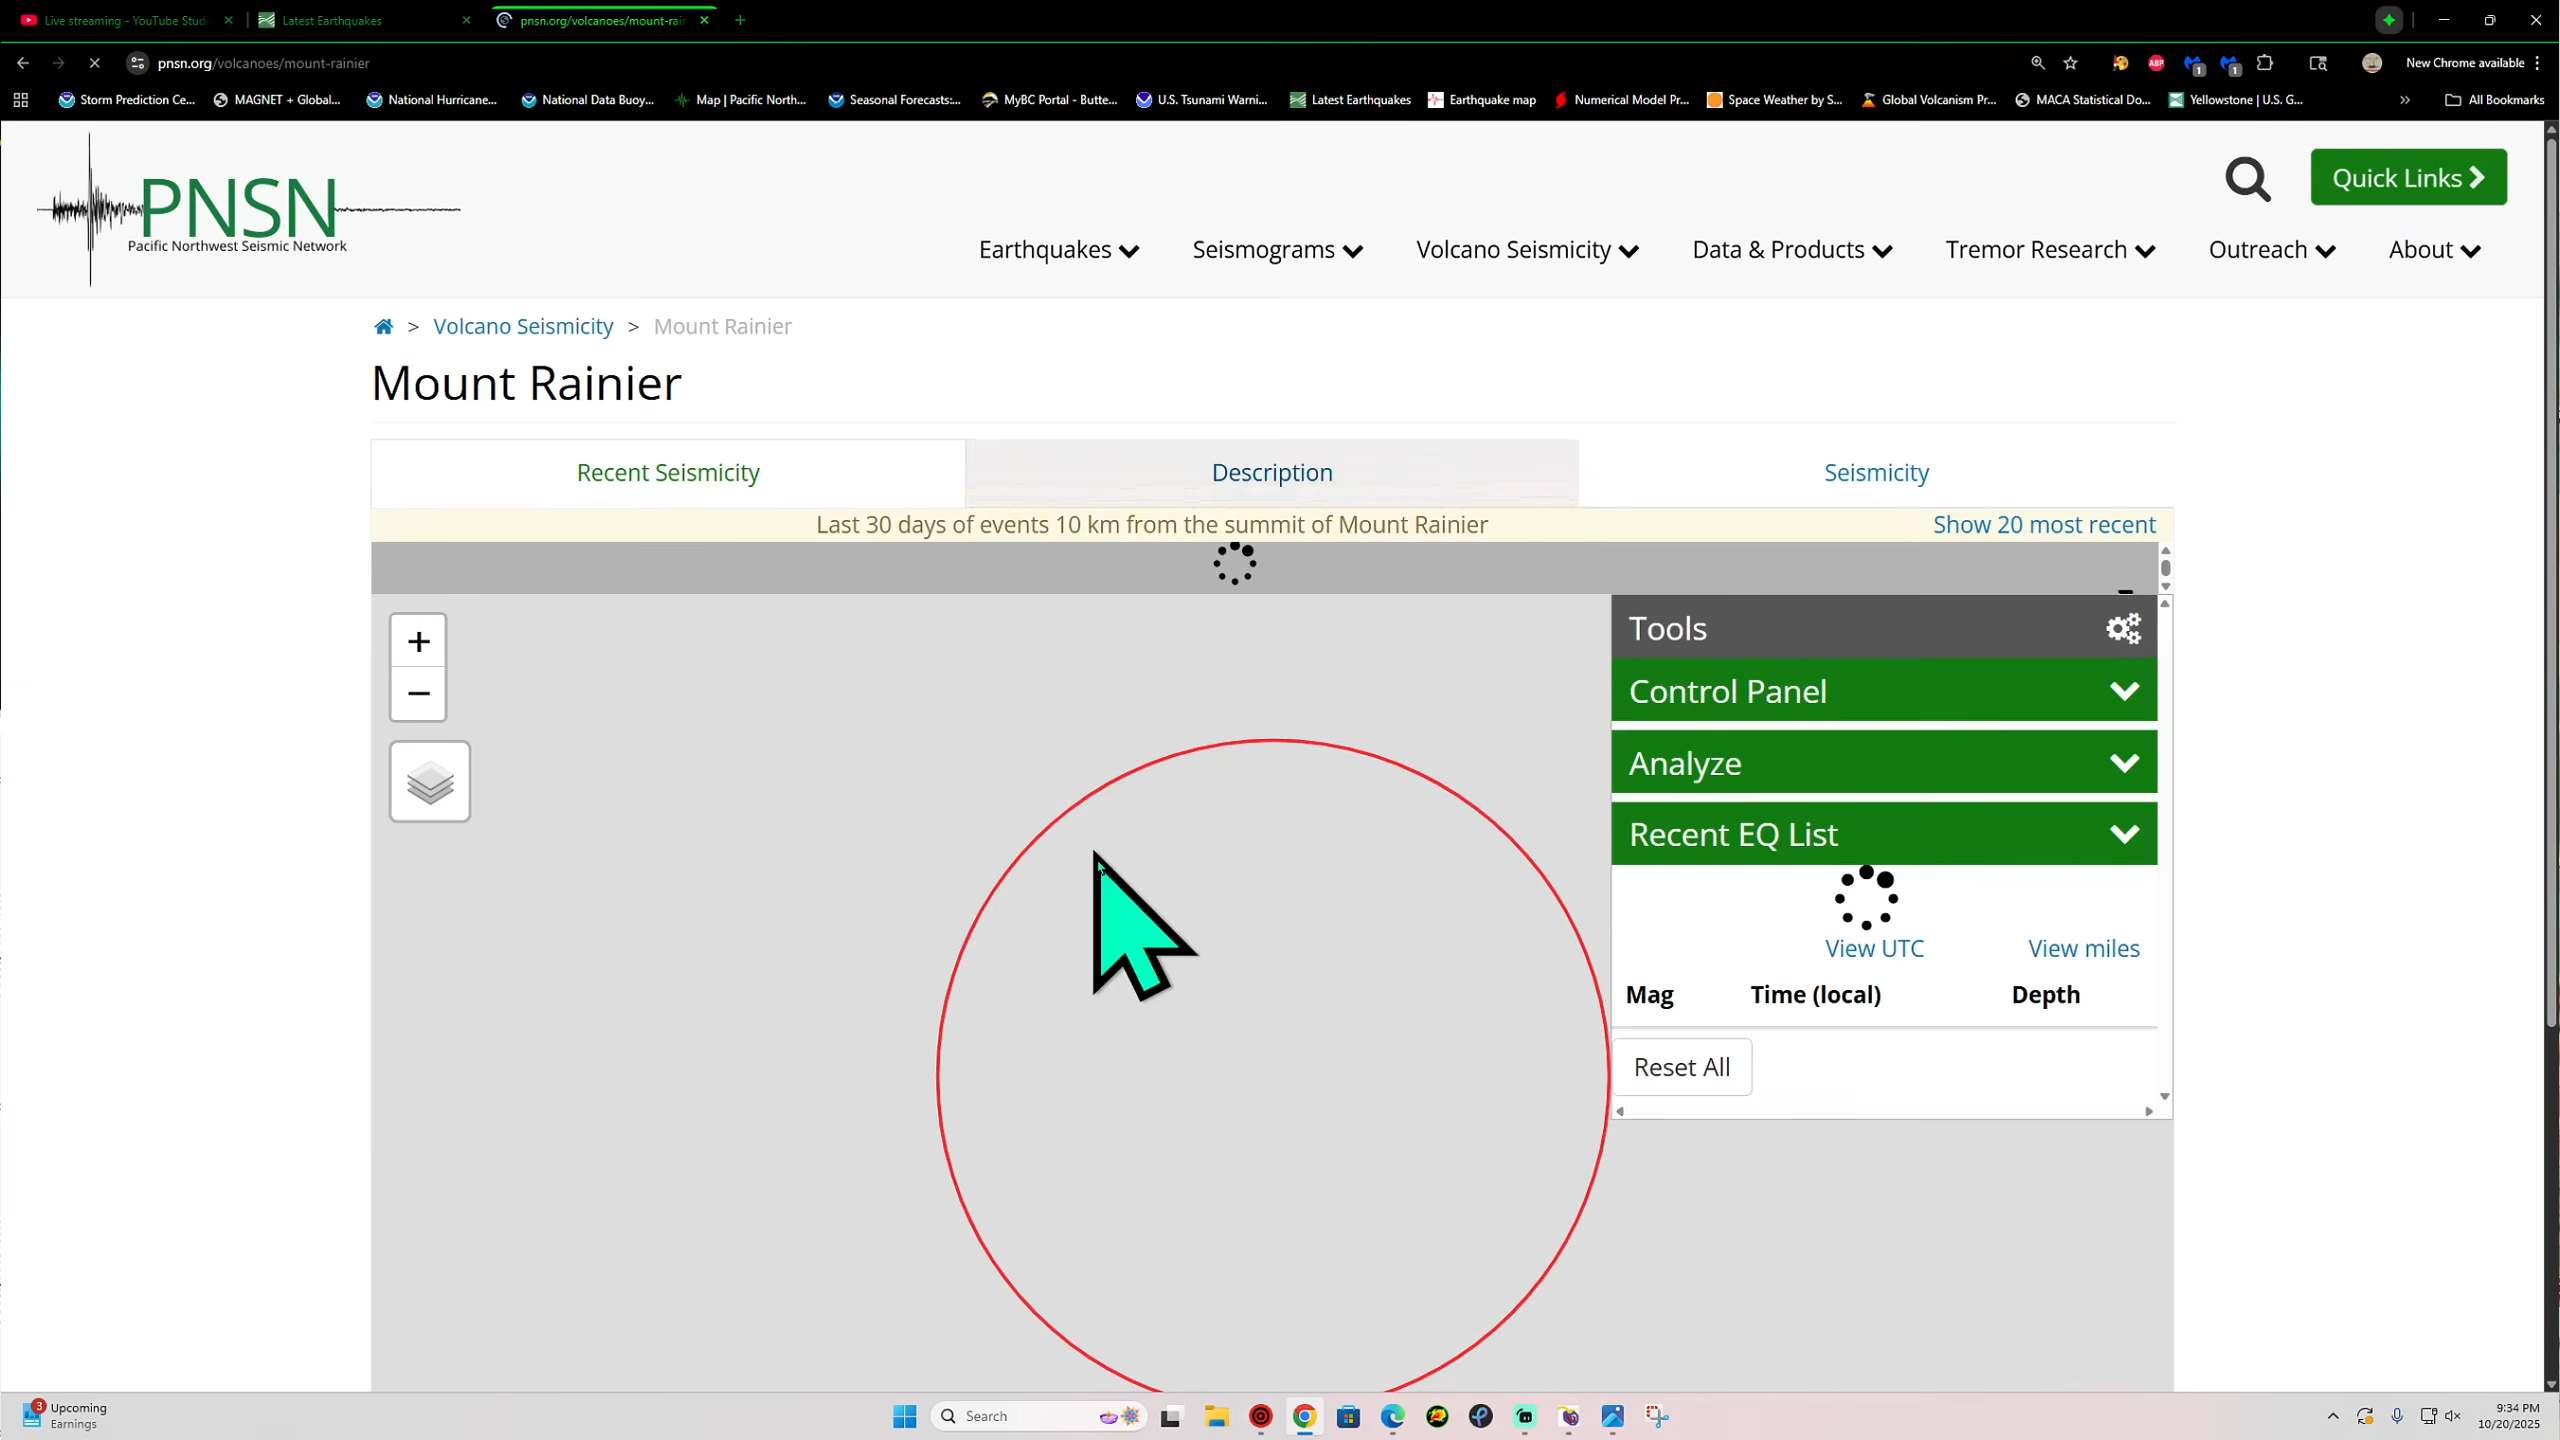 Live streaming - YouTube Studi
Latest Earthquakes
pnsn.org/volcanoes/mount-rai
pnsn.org/volcanoes/mount-rainier
ABP
1
1
New Chrome available
Storm Prediction Ce...
MAGNET + Global...
National Hurricane...
National Data Buoy...
Map | Pacific North...
Seasonal Forecasts:...
MyBC Portal - Butte...
U.S. Tsunami Warni...
Latest Earthquakes
Earthquake map
Numerical Model Pr...
Space Weather by S...
Global Volcanism Pr...
MACA Statistical Do...
Yellowstone | U.S. G...
All Bookmarks
PNSN
Pacific Northwest Seismic Network
Quick Links
Earthquakes
Seismograms
Volcano Seismicity
Data & Products
Tremor Research
Outreach
About
> Volcano Seismicity > Mount Rainier
Mount Rainier
Recent Seismicity
Description
Seismicity
Last 30 days of events 10 km from the summit of Mount Rainier
Show 20 most recent
+
−
Tools
Control Panel
Analyze
Recent EQ List
View UTC
View miles
Mag
Time (local)
Depth
Reset All
3
Upcoming
Earnings
Search
9:34 PM
10/20/2025